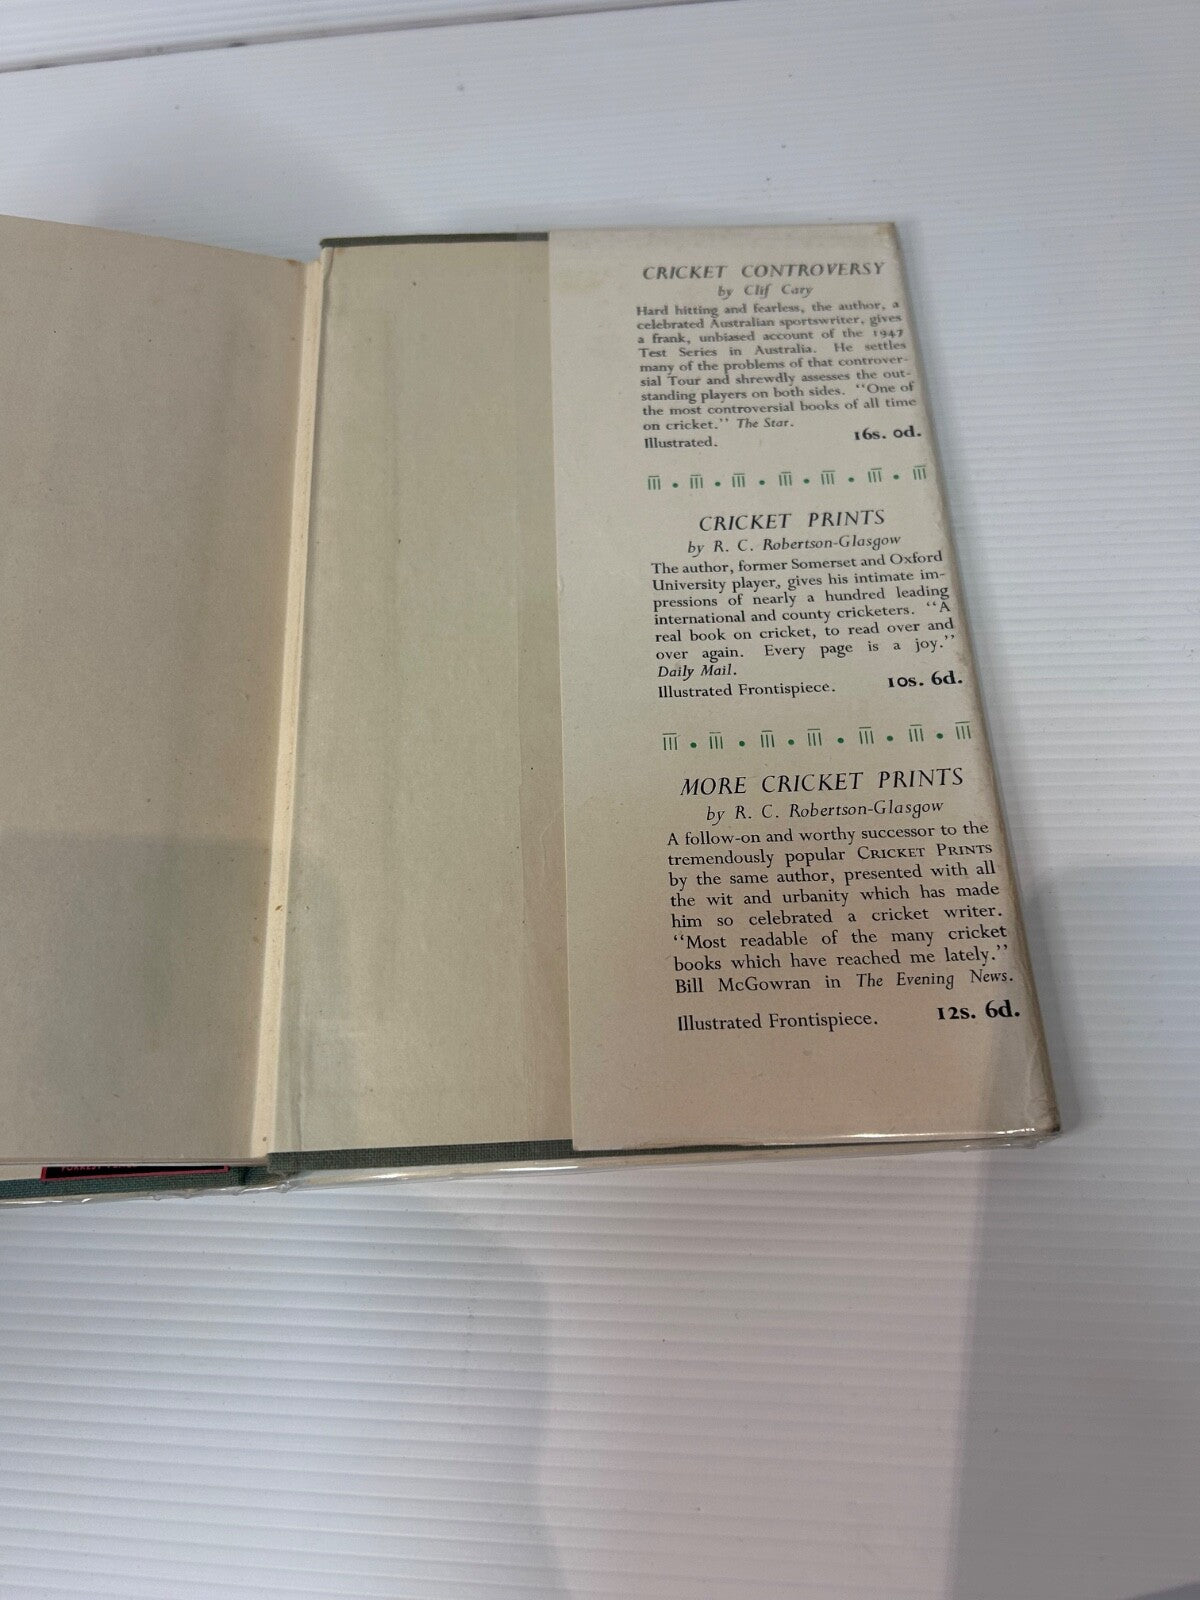 CRICKET CONTROVERSY
by Clif Cary
Hard hitting and fearless, the author, a
celebrated Australian sportswriter, gives
a frank, unbiased account of the 1947
Test Series in Australia. He settles
many of the problems of that controver-
sial Tour and shrewdly assesses the out-
standing players on both sides. "One of
the most controversial books of all time
on cricket." The Star.
Illustrated. 16s. 0d.
CRICKET PRINTS
by R. C. Robertson-Glasgow
The author, former Somerset and Oxford
University player, gives his intimate im-
pressions of nearly a hundred leading
international and county cricketers. "A
real book on cricket, to read over and
over again. Every page is a joy."
Daily Mail.
Illustrated Frontispiece. 10s. 6d.
MORE CRICKET PRINTS
by R. C. Robertson-Glasgow
A follow-on and worthy successor to the
tremendously popular CRICKET PRINTS
by the same author, presented with all
the wit and urbanity which has made
him so celebrated a cricket writer.
"Most readable of the many cricket
books which have reached me lately."
Bill McGowran in The Evening News.
Illustrated Frontispiece. 12s. 6d.